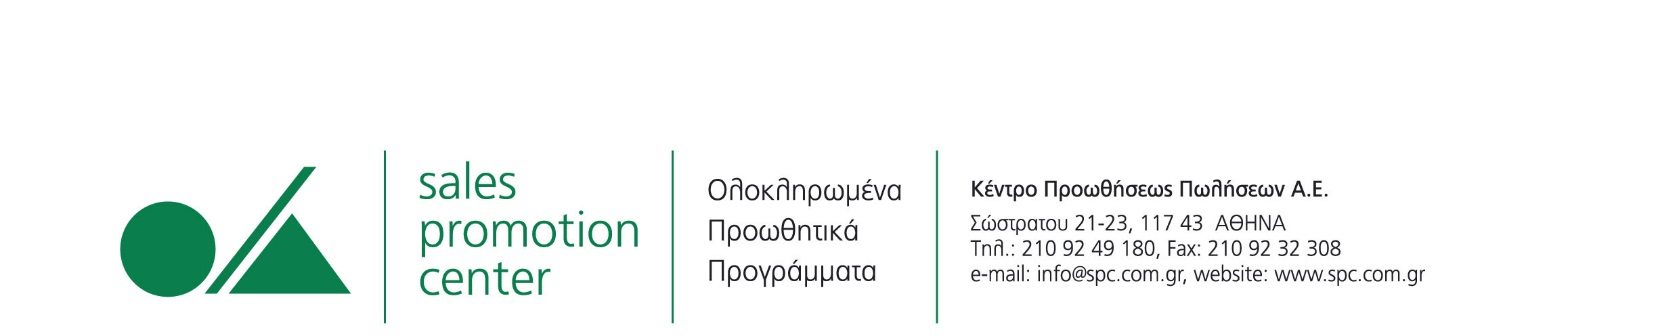 sales
promotion
center
Ολοκληρωμένα
Προωθητικά
Προγράμματα
Κέντρο Προωθήσεως Πωλήσεων Α.Ε.
Σώστρατου 21-23, 117 43 ΑΘΗΝΑ
Τηλ.: 210 92 49 180, Fax: 210 92 32 308
e-mail: info@spc.com.gr, website: www.spc.com.gr